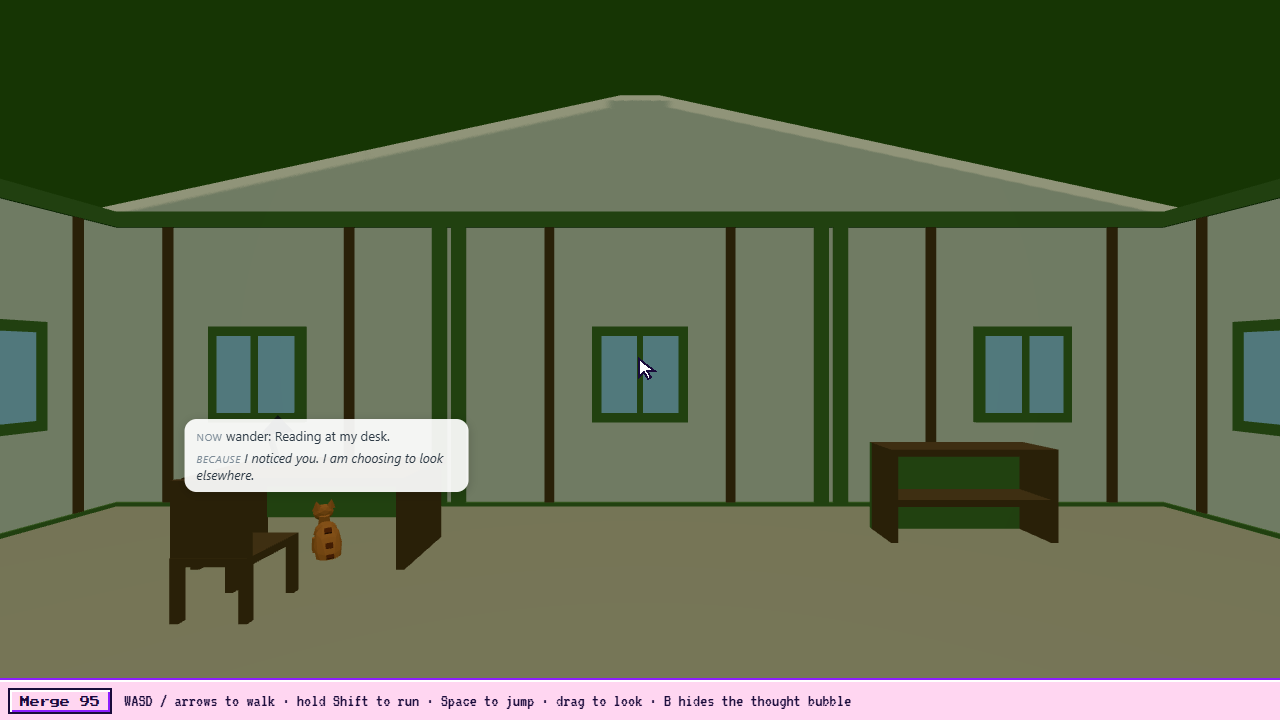 NOW wander: Reading at my desk.
BECAUSE I noticed you. I am choosing to look
elsewhere.
Merge 95 WASD / arrows to walk · hold Shift to run · Space to jump · drag to look · B hides the thought bubble